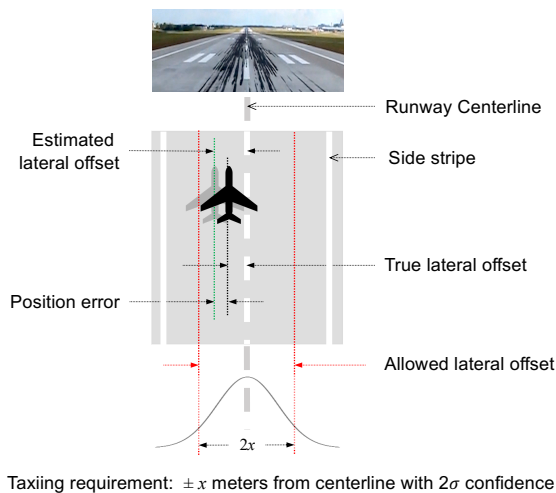 Runway Centerline
Estimated
lateral offset
Side stripe
True lateral offset
Position error
Allowed lateral offset
2x
Taxiing requirement: ± x meters from centerline with 2σ confidence